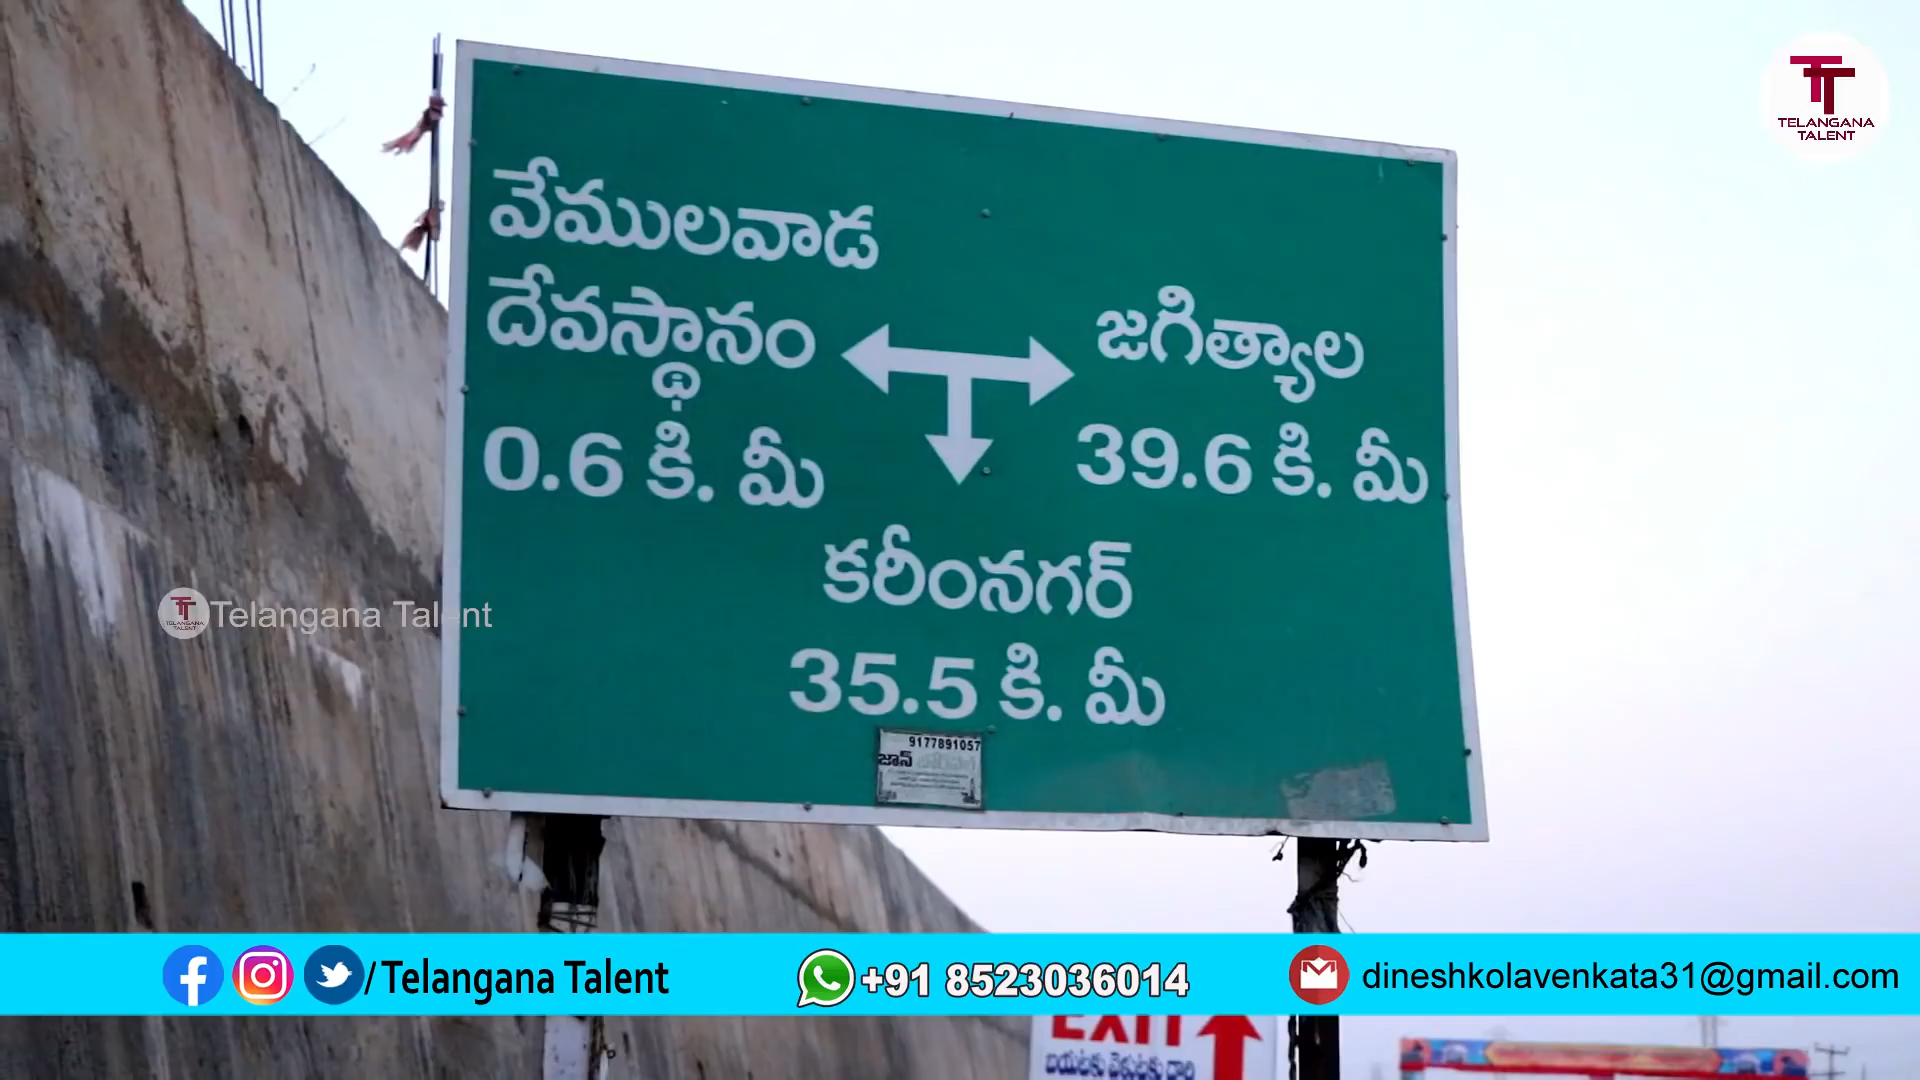 TELANGANA
TALENT
వేములవాడ
దేవస్థానం
0.6 కి. మీ
జగిత్యాల
39.6 కి. మీ
కరీంనగర్
35.5 కి. మీ
9177891057
జాన్
Telangana Talent
/Telangana Talent
+91 8523036014
dineshkolavenkata31@gmail.com
EXIT